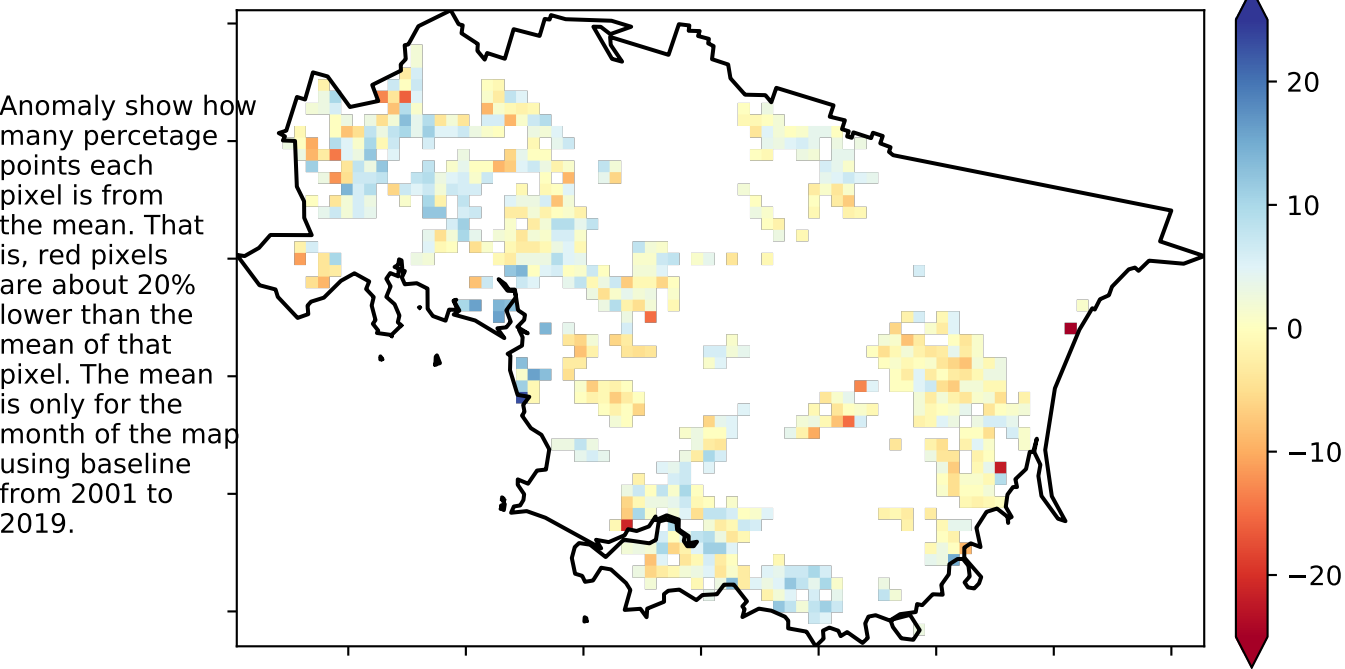 Anomaly show how
many percetage
points each
pixel is from
the mean. That
is, red pixels
are about 20%
lower than the
mean of that
pixel. The mean
is only for the
month of the map
using baseline
from 2001 to
2019.
20
10
0
−10
−20